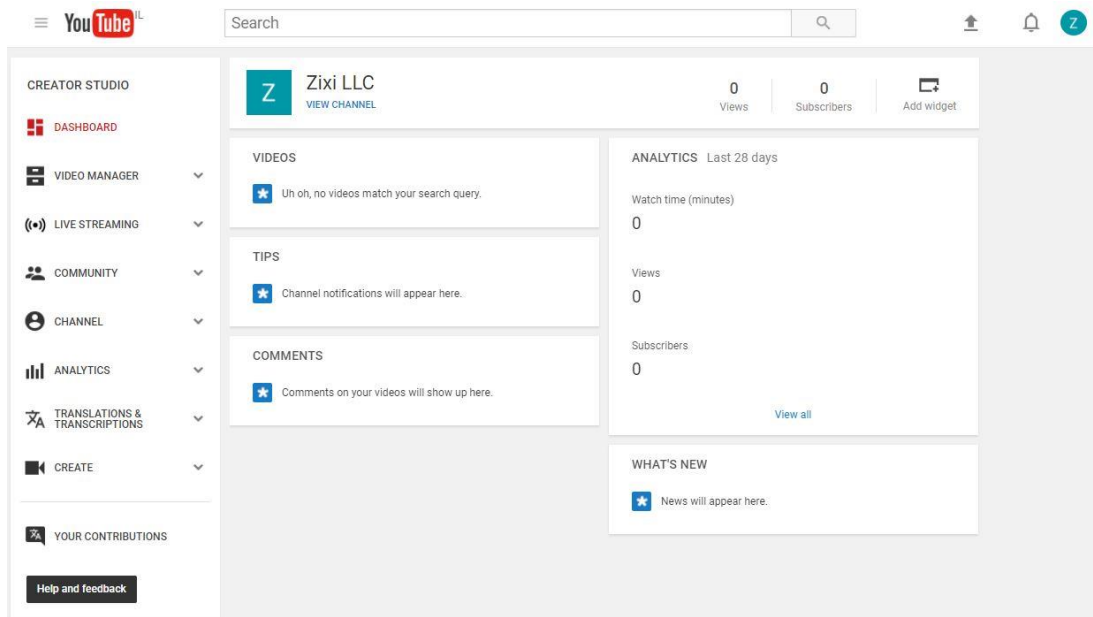 YouTube IL
Search
Z
CREATOR STUDIO
DASHBOARD
VIDEO MANAGER
LIVE STREAMING
COMMUNITY
CHANNEL
ANALYTICS
TRANSLATIONS &
TRANSCRIPTIONS
CREATE
YOUR CONTRIBUTIONS
Help and feedback
Z
Zixi LLC
VIEW CHANNEL
0
Views
0
Subscribers
Add widget
VIDEOS
Uh oh, no videos match your search query.
TIPS
Channel notifications will appear here.
COMMENTS
Comments on your videos will show up here.
ANALYTICS Last 28 days
Watch time (minutes)
0
Views
0
Subscribers
0
View all
WHAT'S NEW
News will appear here.